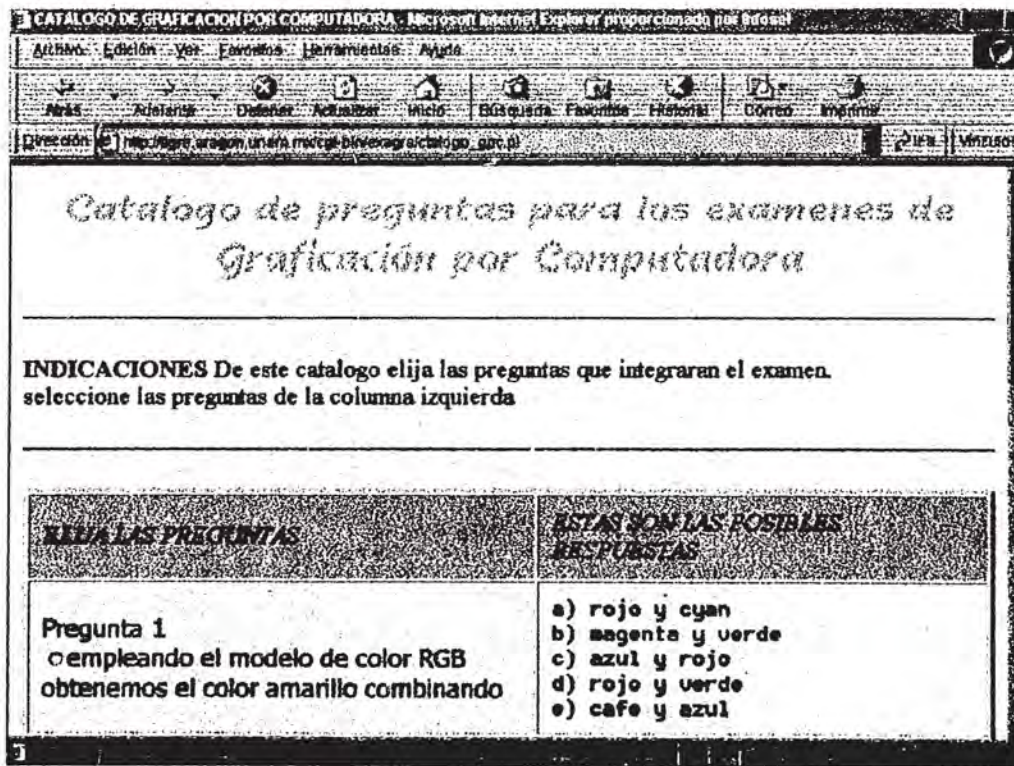 CATALOGO DE GRAFICACION POR COMPUTADORA - Microsoft Internet Explorer proporcionado por
Archivo Edición Ver Favoritos Herramientas Ayuda
Atrás Adelante Detener Actualizar Inicio Búsqueda Favoritos Historial Correo Imprimir
Dirección Ir a Vínculos
Catalogo de preguntas para los examenes de
Graficación por Computadora
INDICACIONES De este catalogo elija las preguntas que integraran el examen.
seleccione las preguntas de la columna izquierda
ELIJA LAS PREGUNTAS
ESTAS SON LAS POSIBLES
RESPUESTAS
Pregunta 1
empleando el modelo de color RGB
obtenemos el color amarillo combinando
a) rojo y cyan
b) magenta y verde
c) azul y rojo
d) rojo y verde
e) cafe y azul